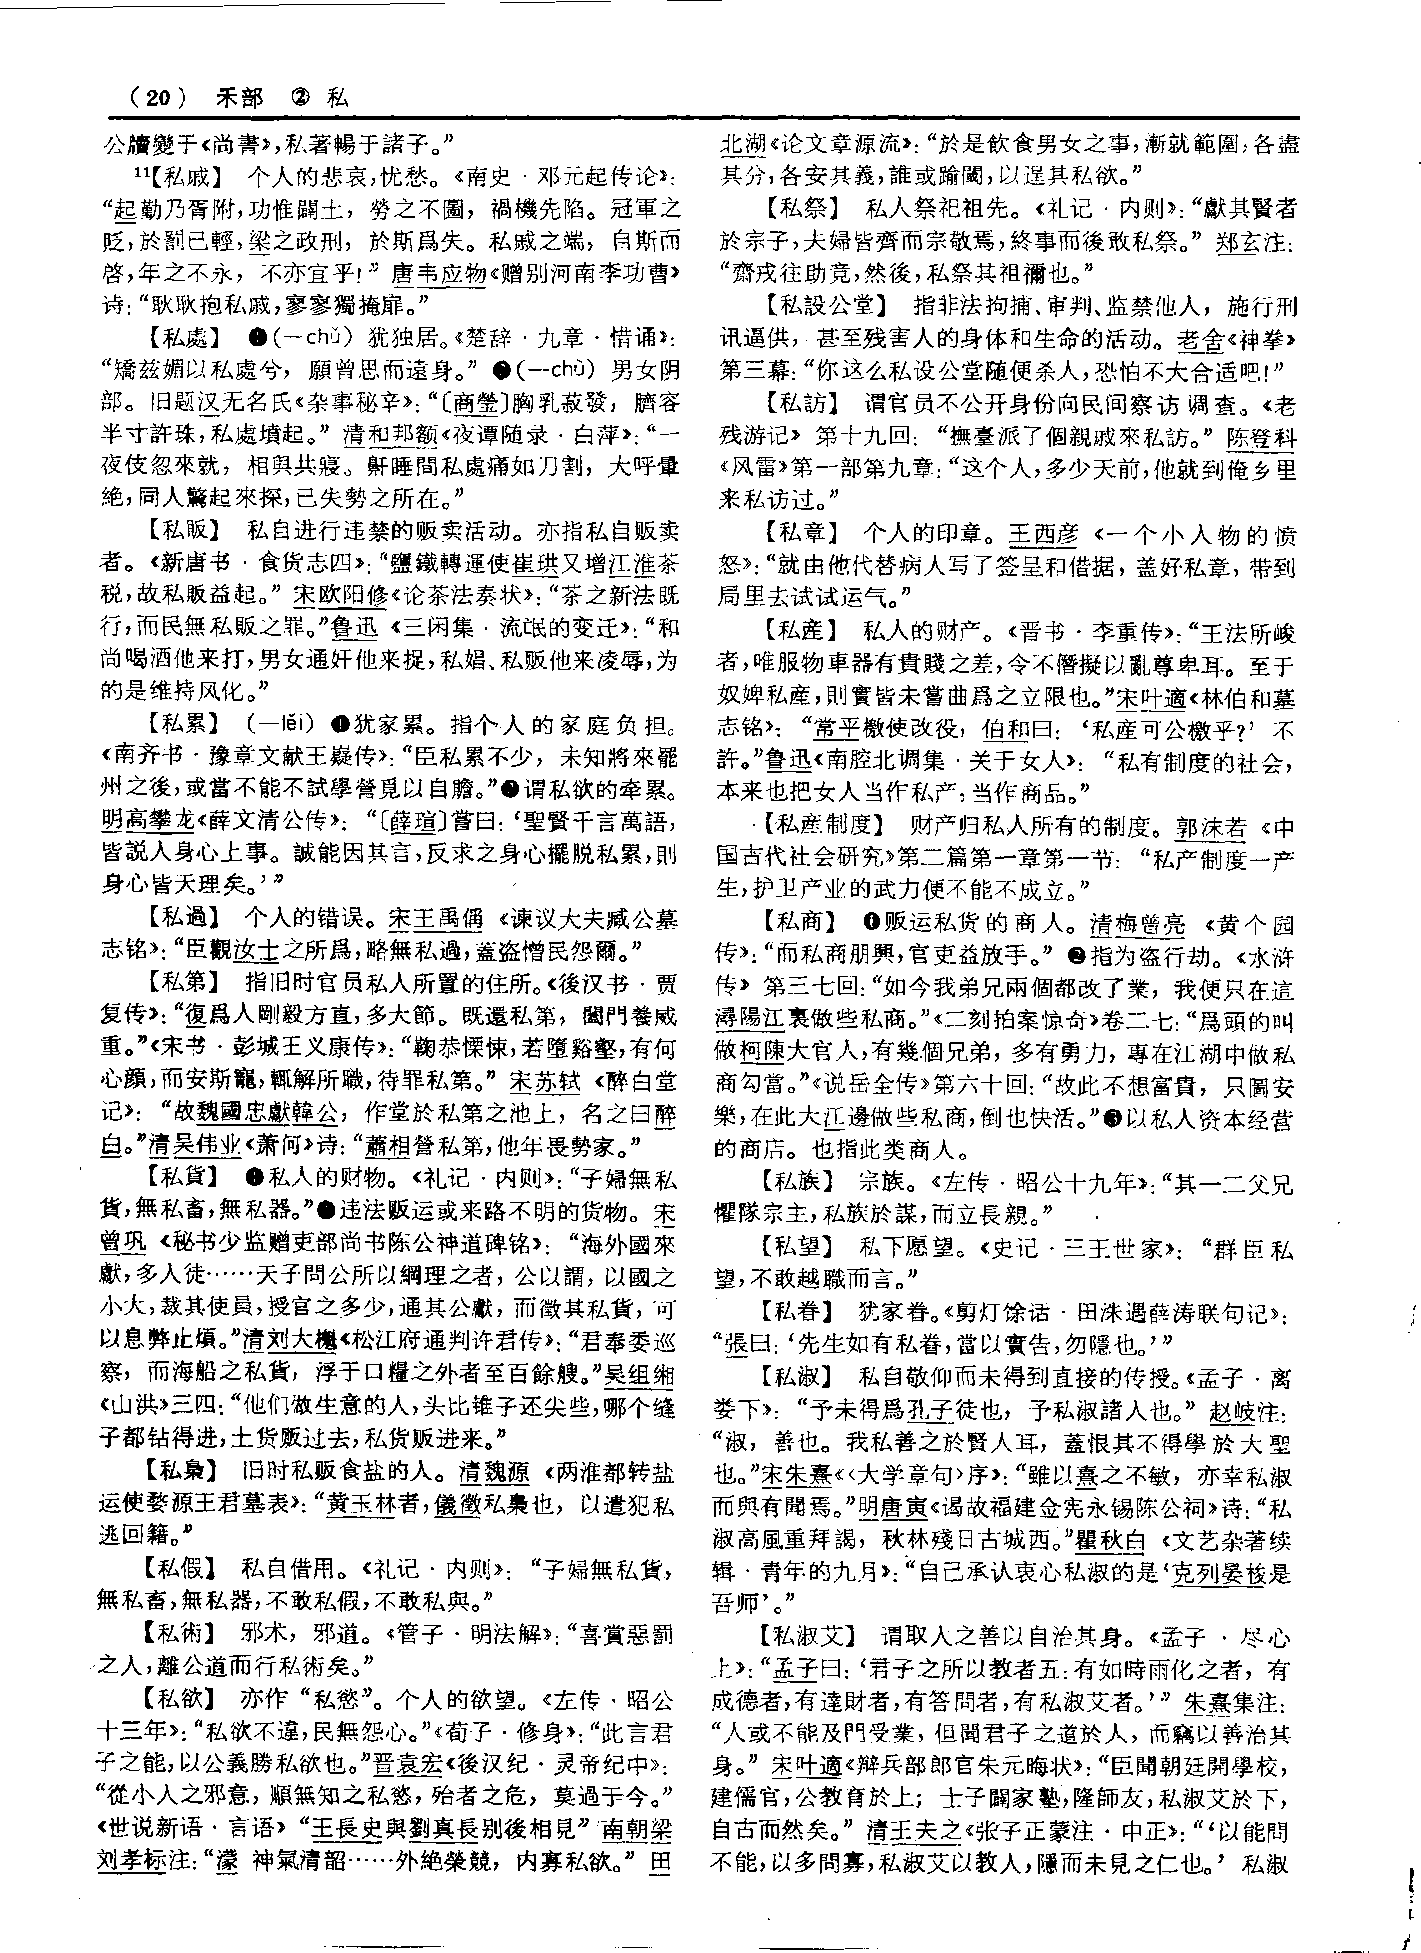 （20） 禾部 ② 私
公牘變于《尚書》，私著暢于諸子。”
¹¹【私戚】 个人的悲哀，忧愁。《南史·邓元起传论》：
“起勤乃胥附，功惟闢土，勞之不圖，禍機先陷。冠軍之
貶，於罰已輕，梁之政刑，於斯爲失。私戚之端，自斯而
啓，年之不永，不亦宜乎！”唐韦应物《赠别河南李功曹》
诗：“耿耿抱私戚，寥寥獨掩扉。”
【私處】 ❶（—chǔ）犹独居。《楚辞·九章·惜诵》：
“矯兹媚以私處兮，願曾思而遠身。”❷（—chù）男女阴
部。旧题汉无名氏《杂事秘辛》：“〔商瑩〕胸乳菽發，臍容
半寸許珠，私處墳起。”清和邦额《夜谭随录·白萍》：“一
夜伎忽來就，相與共寢。鼾睡間私處痛如刀割，大呼暈
絶，同人驚起來探，已失勢之所在。”
【私販】 私自进行违禁的贩卖活动。亦指私自贩卖
者。《新唐书·食货志四》：“鹽鐵轉運使崔珙又增江淮茶
税，故私販益起。”宋欧阳修《论茶法奏状》：“茶之新法既
行，而民無私販之罪。”鲁迅《三闲集·流氓的变迁》：“和
尚喝酒他来打，男女通奸他来捉，私娼、私贩他来凌辱，为
的是维持风化。”
【私累】 （—lěi）❶犹家累。指个人的家庭负担。
《南齐书·豫章文献王嶷传》：“臣私累不少，未知將來罷
州之後，或當不能不試學營覓以自贍。”❷谓私欲的牵累。
明高攀龙《薛文清公传》：“〔薛瑄〕嘗曰：‘聖賢千言萬語，
皆説人身心上事。誠能因其言，反求之身心擺脱私累，則
身心皆天理矣。’”
【私過】 个人的错误。宋王禹偁《谏议大夫臧公墓
志铭》：“臣觀汝士之所爲，略無私過，蓋盗憎民怨爾。”
【私第】 指旧时官员私人所置的住所。《後汉书·贾
复传》：“復爲人剛毅方直，多大節。既還私第，闔門養威
重。”《宋书·彭城王义康传》：“鞠恭慄悚，若墮谿壑，有何
心顔，而安斯寵，輒解所職，待罪私第。”宋苏轼《醉白堂
记》：“故魏國忠獻韓公，作堂於私第之池上，名之曰醉
白。”清吴伟业《萧何》诗：“蕭相營私第，他年畏勢家。”
【私貨】 ❶私人的财物。《礼记·内则》：“子婦無私
貨，無私畜，無私器。”❷违法贩运或来路不明的货物。宋
曾巩《秘书少监赠吏部尚书陈公神道碑铭》：“海外國來
獻，多人徒……天子問公所以綱理之者，公以謂，以國之
小大，裁其使員，授官之多少，通其公獻，而徵其私貨，可
以息弊止煩。”清刘大櫆《松江府通判许君传》：“君奉委巡
察，而海船之私貨，浮于口糧之外者至百餘艘。”吴组缃
《山洪》三四：“他们做生意的人，头比锥子还尖些，哪个缝
子都钻得进，土货贩过去，私货贩进来。”
【私梟】 旧时私贩食盐的人。清魏源《两淮都转盐
运使婺源王君墓表》：“黄玉林者，儀徵私梟也，以遣犯私
逃回籍。”
【私假】 私自借用。《礼记·内则》：“子婦無私貨，
無私畜，無私器，不敢私假，不敢私與。”
【私術】 邪术，邪道。《管子·明法解》：“喜賞惡罰
之人，離公道而行私術矣。”
【私欲】 亦作“私慾”。个人的欲望。《左传·昭公
十三年》：“私欲不違，民無怨心。”《荀子·修身》：“此言君
子之能，以公義勝私欲也。”晋袁宏《後汉纪·灵帝纪中》：
“從小人之邪意，順無知之私慾，殆者之危，莫過于今。”
《世说新语·言语》“王長史與劉真長别後相見”南朝梁
刘孝标注：“濛 神氣清韶……外絶榮競，内寡私欲。”田
北湖《论文章源流》：“於是飲食男女之事，漸就範圍，各盡
其分，各安其義，誰或踰閾，以逞其私欲。”
【私祭】 私人祭祀祖先。《礼记·内则》：“獻其賢者
於宗子，夫婦皆齊而宗敬焉，終事而後敢私祭。”郑玄注：
“齋戒往助竟，然後，私祭其祖禰也。”
【私設公堂】 指非法拘捕、审判、监禁他人，施行刑
讯逼供，甚至残害人的身体和生命的活动。老舍《神拳》
第三幕：“你这么私设公堂随便杀人，恐怕不大合适吧！”
【私訪】 谓官员不公开身份向民间察访调查。《老
残游记》第十九回：“撫臺派了個親戚來私訪。”陈登科
《风雷》第一部第九章：“这个人，多少天前，他就到俺乡里
来私访过。”
【私章】 个人的印章。王西彦《一个小人物的愤
怒》：“就由他代替病人写了签呈和借据，盖好私章，带到
局里去试试运气。”
【私産】 私人的财产。《晋书·李重传》：“王法所峻
者，唯服物車器有貴賤之差，令不僭擬以亂尊卑耳。至于
奴婢私産，則實皆未嘗曲爲之立限也。”宋叶適《林伯和墓
志铭》：“常平檄使改役，伯和曰：‘私産可公檄乎？’不
許。”鲁迅《南腔北调集·关于女人》：“私有制度的社会，
本来也把女人当作私产，当作商品。”
【私產制度】 财产归私人所有的制度。郭沫若《中
国古代社会研究》第二篇第一章第一节：“私产制度一产
生，护卫产业的武力便不能不成立。”
【私商】 ❶贩运私货的商人。清梅曾亮《黄个园
传》：“而私商朋興，官吏益放手。”❷指为盗行劫。《水浒
传》第三七回：“如今我弟兄兩個都改了業，我便只在這
潯陽江裏做些私商。”《二刻拍案惊奇》卷二七：“爲頭的叫
做柯陳大官人，有幾個兄弟，多有勇力，專在江湖中做私
商勾當。”《说岳全传》第六十回：“故此不想富貴，只圖安
樂，在此大江邊做些私商，倒也快活。”❸以私人资本经营
的商店。也指此类商人。
【私族】 宗族。《左传·昭公十九年》：“其一二父兄
懼隊宗主，私族於謀，而立長親。”
【私望】 私下愿望。《史记·三王世家》：“群臣私
望，不敢越職而言。”
【私眷】 犹家眷。《剪灯馀话·田洙遇薛涛联句记》：
“張曰：‘先生如有私眷，當以實告，勿隱也。’”
【私淑】 私自敬仰而未得到直接的传授。《孟子·离
娄下》：“予未得爲孔子徒也，予私淑諸人也。”赵岐注：
“淑，善也。我私善之於賢人耳，蓋恨其不得學於大聖
也。”宋朱熹《〈大学章句〉序》：“雖以熹之不敏，亦幸私淑
而與有聞焉。”明唐寅《谒故福建佥宪永锡陈公祠》诗：“私
淑高風重拜謁，秋林殘日古城西。”瞿秋白《文艺杂著续
辑·青年的九月》：“自己承认衷心私淑的是‘克列晏梭是
吾师’。”
【私淑艾】 谓取人之善以自治其身。《孟子·尽心
上》：“孟子曰：‘君子之所以教者五：有如時雨化之者，有
成德者，有達財者，有答問者，有私淑艾者。’”朱熹集注：
“人或不能及門受業，但聞君子之道於人，而竊以善治其
身。”宋叶適《辩兵部郎官朱元晦状》：“臣聞朝廷開學校，
建儒官，公教育於上；士子闢家塾，隆師友，私淑艾於下，
自古而然矣。”清王夫之《张子正蒙注·中正》：“‘以能問
不能，以多問寡，私淑艾以教人，隱而未見之仁也。’私淑